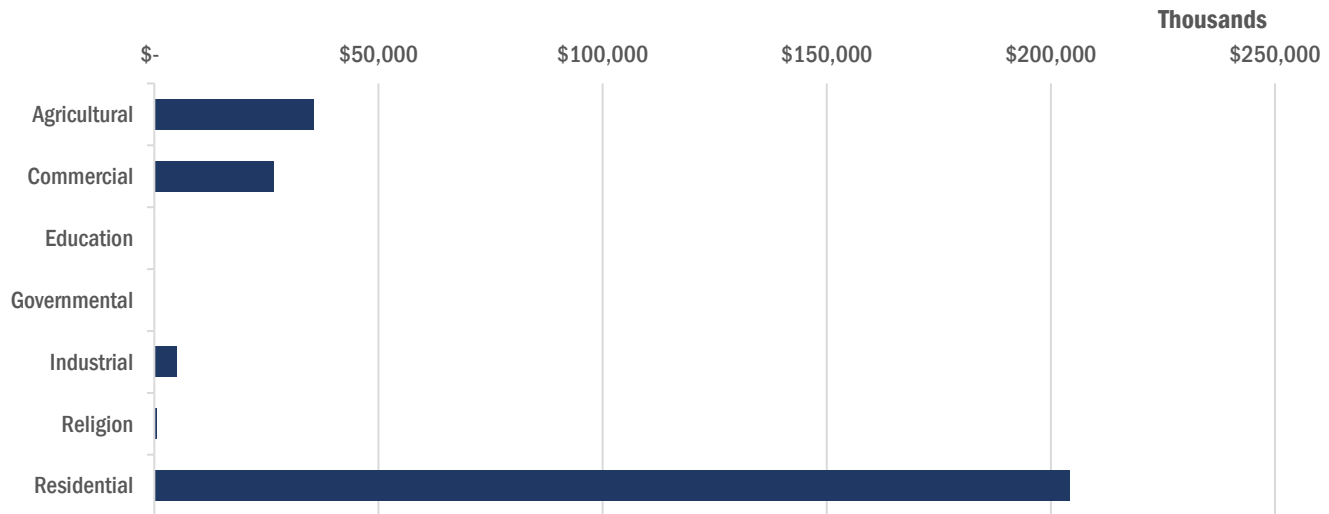 Thousands
$- $50,000 $100,000 $150,000 $200,000 $250,000
Agricultural
Commercial
Education
Governmental
Industrial
Religion
Residential